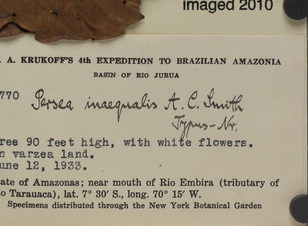 imaged 2010
. A. KRUKOFF'S 4th EXPEDITION TO BRAZILIAN AMAZONIA
BASIN OF RIO JURUA
770 Persea inaequalis A. C. Smith
Typus-Nr.
ree 90 feet high, with white flowers.
n varzea land.
une 12, 1933.
ate of Amazonas; near mouth of Rio Embira (tributary of
io Tarauaca), lat. 7° 30' S., long. 70° 15' W.
Specimens distributed through the New York Botanical Garden